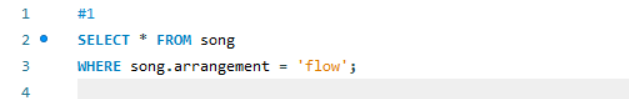 1 #1
2 SELECT * FROM song
3 WHERE song.arrangement = 'flow';
4